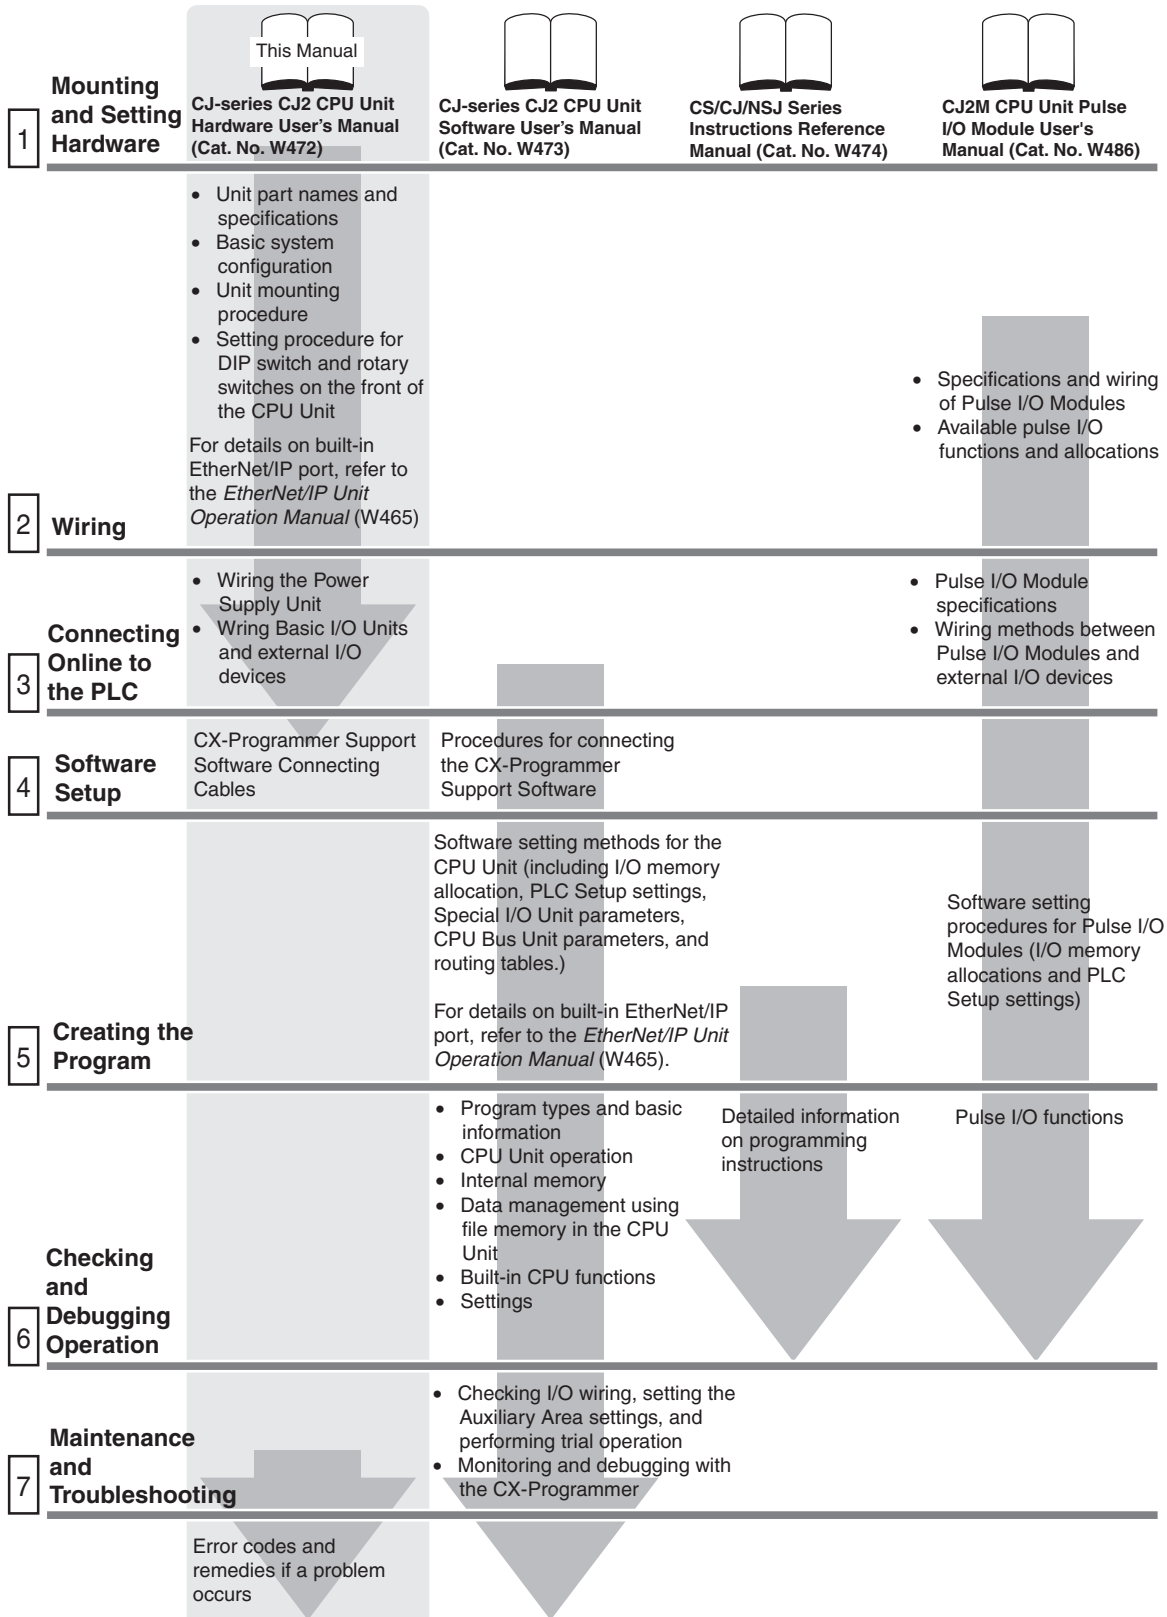 This Manual
CJ-series CJ2 CPU Unit
Hardware User's Manual
(Cat. No. W472)
CJ-series CJ2 CPU Unit
Software User's Manual
(Cat. No. W473)
CS/CJ/NSJ Series
Instructions Reference
Manual (Cat. No. W474)
CJ2M CPU Unit Pulse
I/O Module User's
Manual (Cat. No. W486)
1
Mounting
and Setting
Hardware
• Unit part names and
specifications
• Basic system
configuration
• Unit mounting
procedure
• Setting procedure for
DIP switch and rotary
switches on the front of
the CPU Unit
For details on built-in
EtherNet/IP port, refer to
the EtherNet/IP Unit
Operation Manual (W465)
• Specifications and wiring
of Pulse I/O Modules
• Available pulse I/O
functions and allocations
2
Wiring
• Wiring the Power
Supply Unit
• Wring Basic I/O Units
and external I/O
devices
• Pulse I/O Module
specifications
• Wiring methods between
Pulse I/O Modules and
external I/O devices
3
Connecting
Online to
the PLC
CX-Programmer Support
Software Connecting
Cables
Procedures for connecting
the CX-Programmer
Support Software
4
Software
Setup
Software setting methods for the
CPU Unit (including I/O memory
allocation, PLC Setup settings,
Special I/O Unit parameters,
CPU Bus Unit parameters, and
routing tables.)
For details on built-in EtherNet/IP
port, refer to the EtherNet/IP Unit
Operation Manual (W465).
Software setting
procedures for Pulse I/O
Modules (I/O memory
allocations and PLC
Setup settings)
5
Creating the
Program
• Program types and basic
information
• CPU Unit operation
• Internal memory
• Data management using
file memory in the CPU
Unit
• Built-in CPU functions
• Settings
Detailed information
on programming
instructions
Pulse I/O functions
6
Checking
and
Debugging
Operation
• Checking I/O wiring, setting the
Auxiliary Area settings, and
performing trial operation
• Monitoring and debugging with
the CX-Programmer
7
Maintenance
and
Troubleshooting
Error codes and
remedies if a problem
occurs